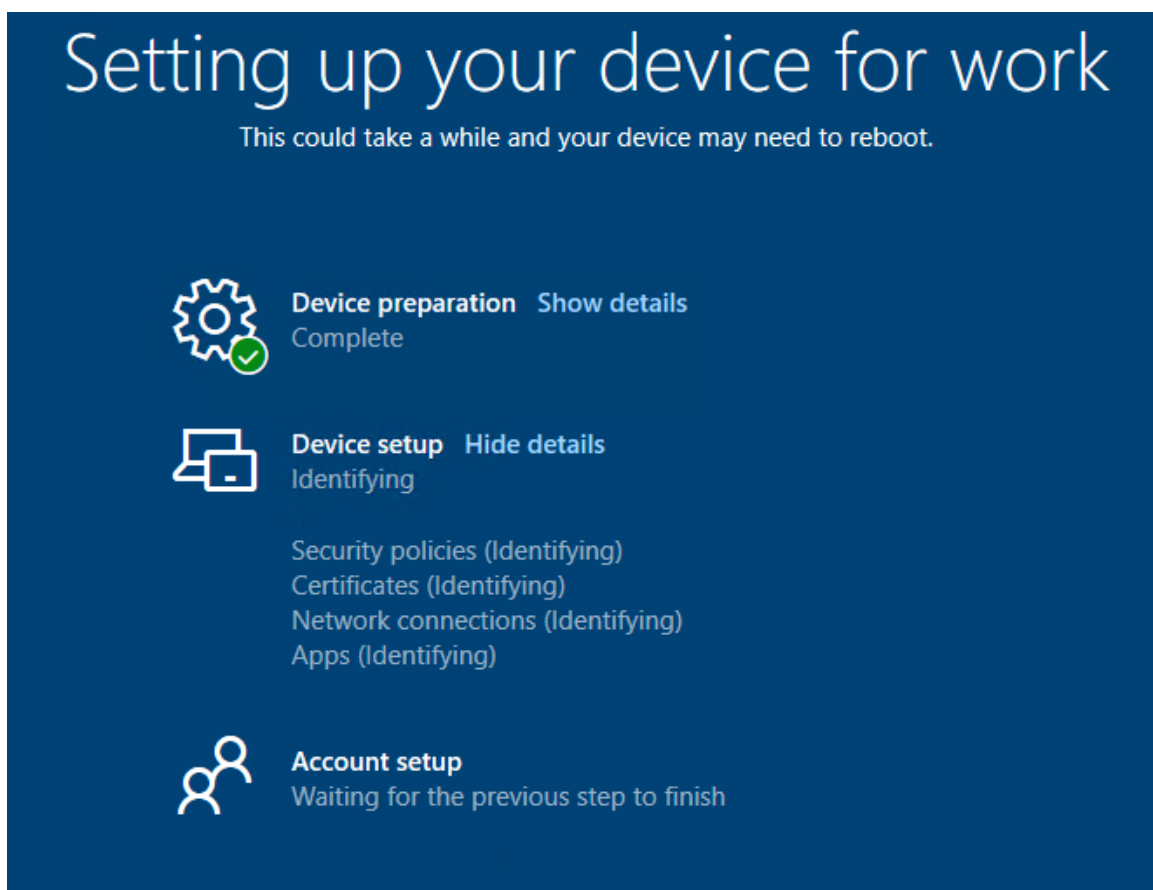 Setting up your device for work
This could take a while and your device may need to reboot.
Device preparation Show details
Complete
Device setup Hide details
Identifying
Security policies (Identifying)
Certificates (Identifying)
Network connections (Identifying)
Apps (Identifying)
Account setup
Waiting for the previous step to finish